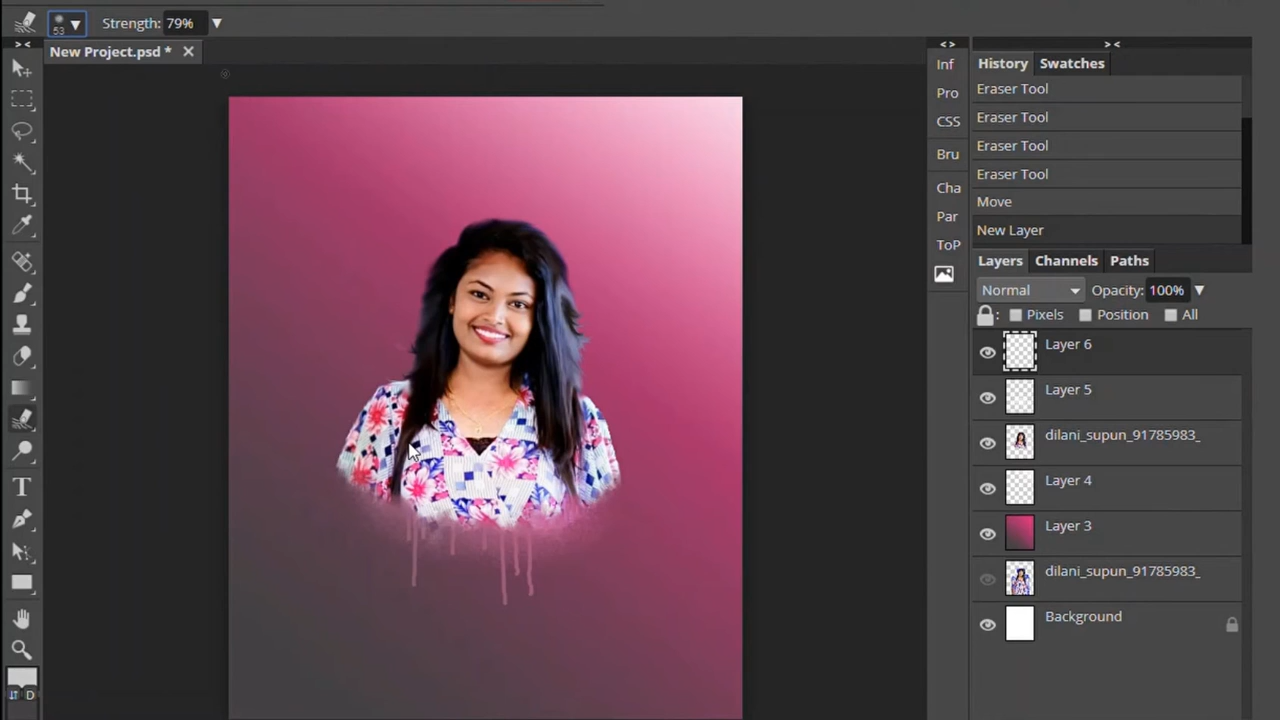 53 Strength: 79%
New Project.psd *
Inf
Pro
CSS
Bru
Cha
Par
ToP
History Swatches
Eraser Tool
Eraser Tool
Eraser Tool
Eraser Tool
Move
New Layer
Layers Channels Paths
Normal Opacity: 100%
: Pixels Position All
Layer 6
Layer 5
dilani_supun_91785983_
Layer 4
Layer 3
dilani_supun_91785983_
Background
T
D